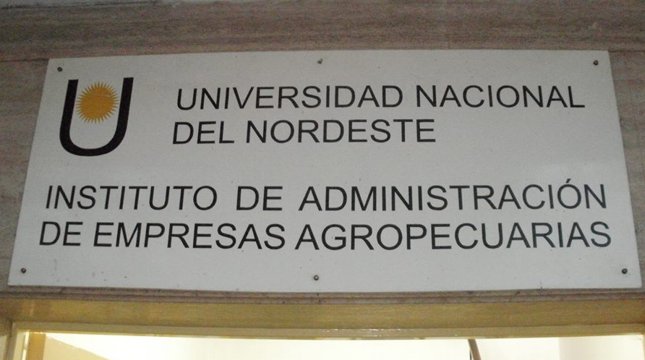 UNIVERSIDAD NACIONAL
DEL NORDESTE
INSTITUTO DE ADMINISTRACIÓN
DE EMPRESAS AGROPECUARIAS